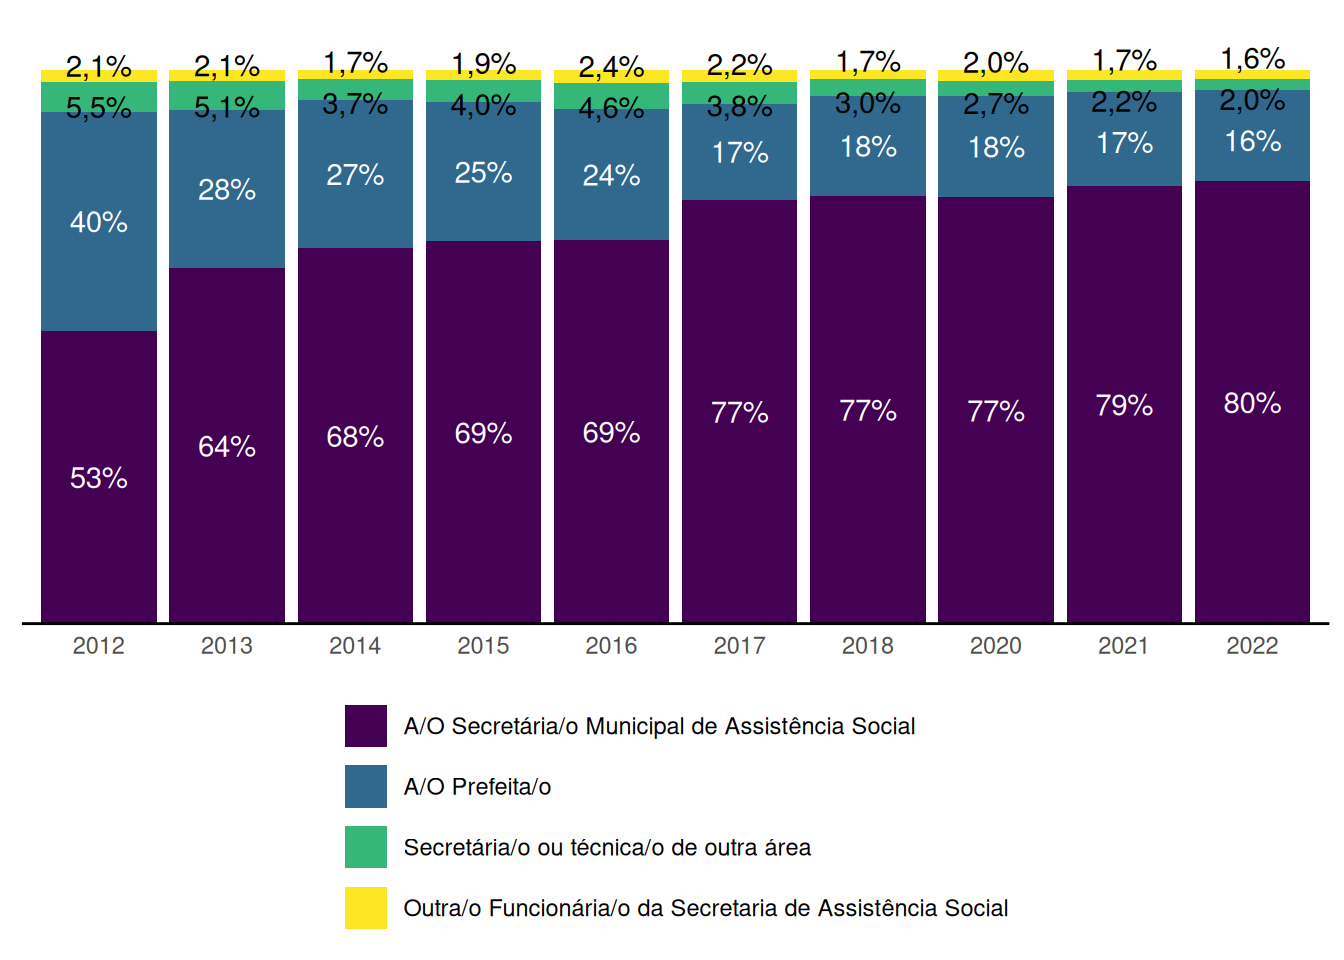 2,1% 2,1% 1,7% 1,9% 2,4% 2,2% 1,7% 2,0% 1,7% 1,6%
5,5% 5,1% 3,7% 4,0% 4,6% 3,8% 3,0% 2,7% 2,2% 2,0%
40% 28% 27% 25% 24% 17% 18% 18% 17% 16%
53% 64% 68% 69% 69% 77% 77% 77% 79% 80%
2012 2013 2014 2015 2016 2017 2018 2020 2021 2022
A/O Secretária/o Municipal de Assistência Social
A/O Prefeita/o
Secretária/o ou técnica/o de outra área
Outra/o Funcionária/o da Secretaria de Assistência Social